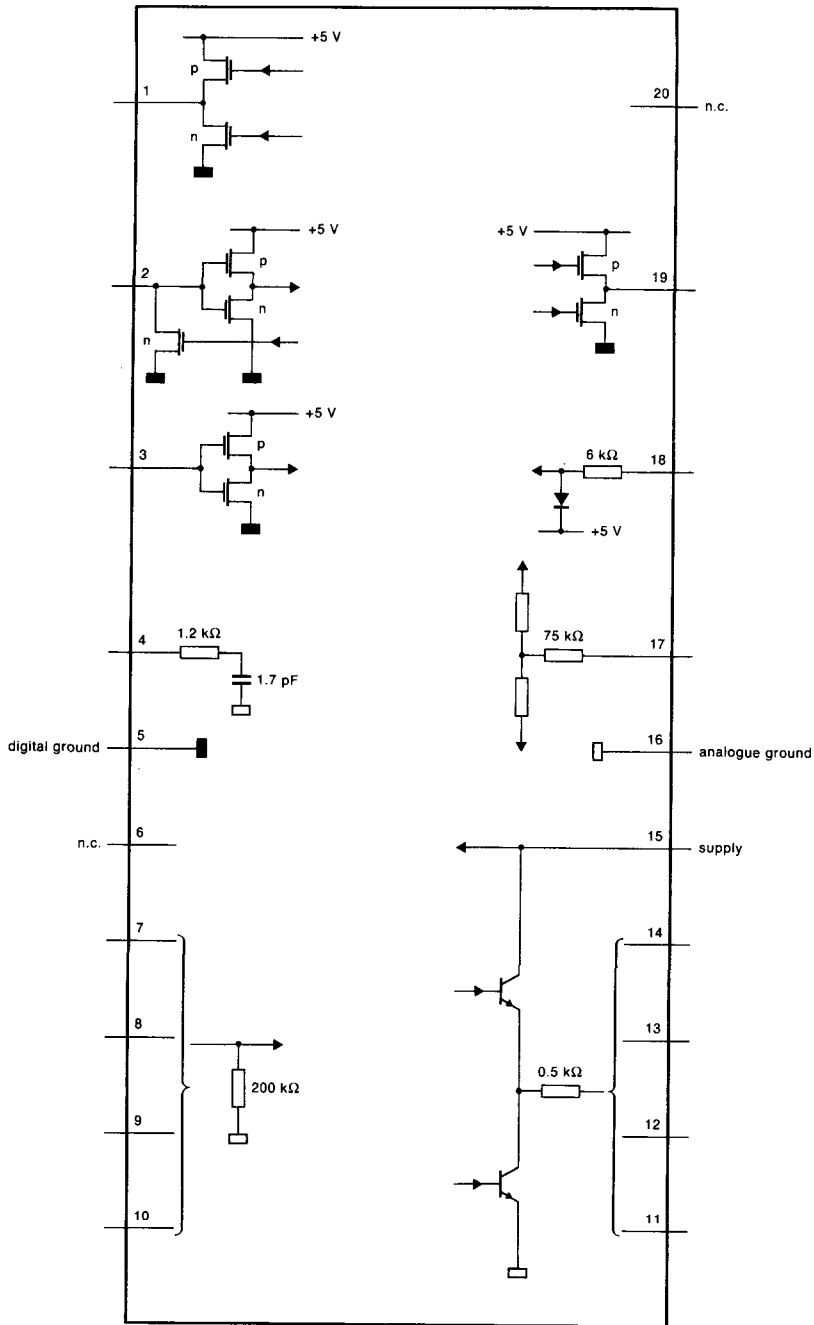 +5 V
p
1
n
20
n.c.
+5 V
p
2
n
n
+5 V
p
19
n
+5 V
p
3
n
6 kΩ
18
+5 V
4
1.2 kΩ
1.7 pF
75 kΩ
17
digital ground
5
16
analogue ground
n.c.
6
15
supply
7
14
8
13
200 kΩ
0.5 kΩ
9
12
10
11